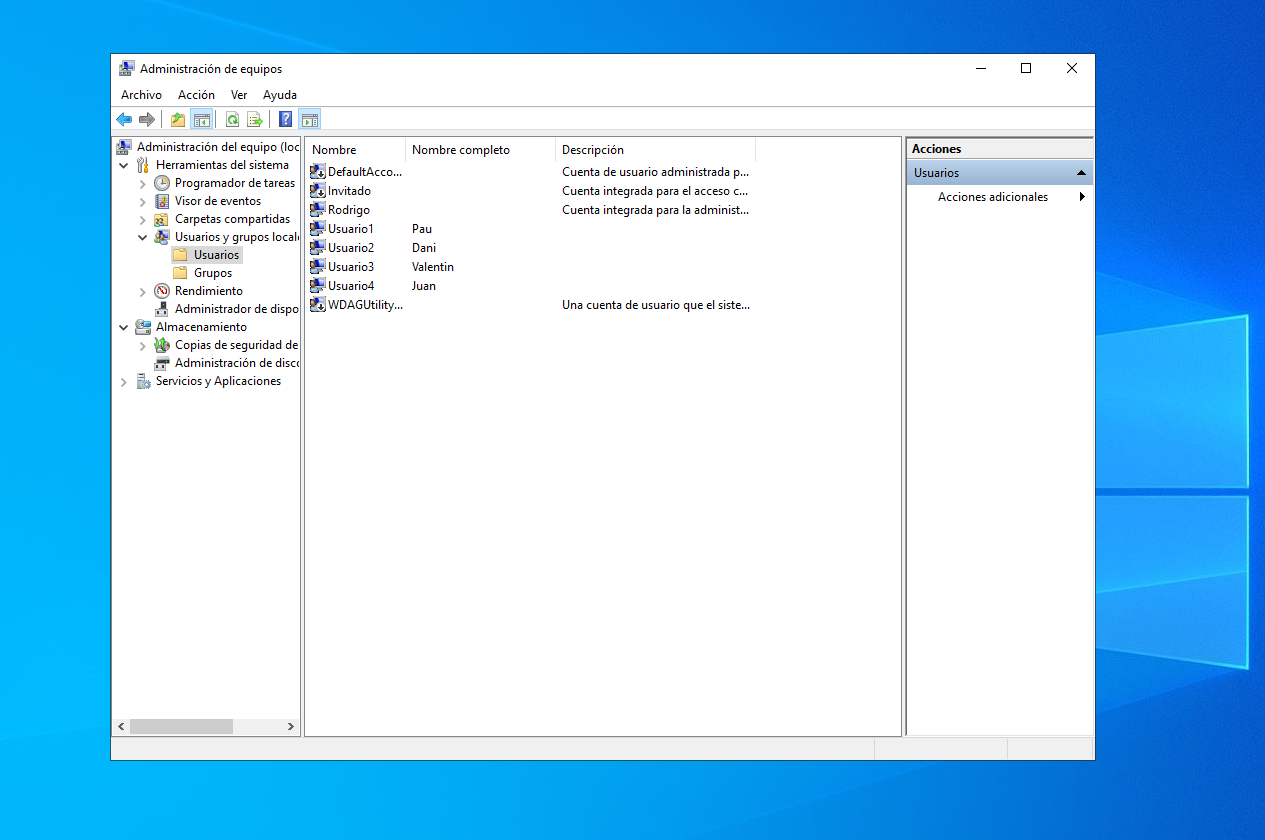 Administración de equipos
Archivo Acción Ver Ayuda
Administración del equipo (loc
Herramientas del sistema
Programador de tareas
Visor de eventos
Carpetas compartidas
Usuarios y grupos locale
Usuarios
Grupos
Rendimiento
Administrador de dispo
Almacenamiento
Copias de seguridad de
Administración de disco
Servicios y Aplicaciones
Nombre Nombre completo Descripción
DefaultAcco... Cuenta de usuario administrada p...
Invitado Cuenta integrada para el acceso c...
Rodrigo Cuenta integrada para la administ...
Usuario1 Pau
Usuario2 Dani
Usuario3 Valentin
Usuario4 Juan
WDAGUtility... Una cuenta de usuario que el siste...
Acciones
Usuarios
Acciones adicionales